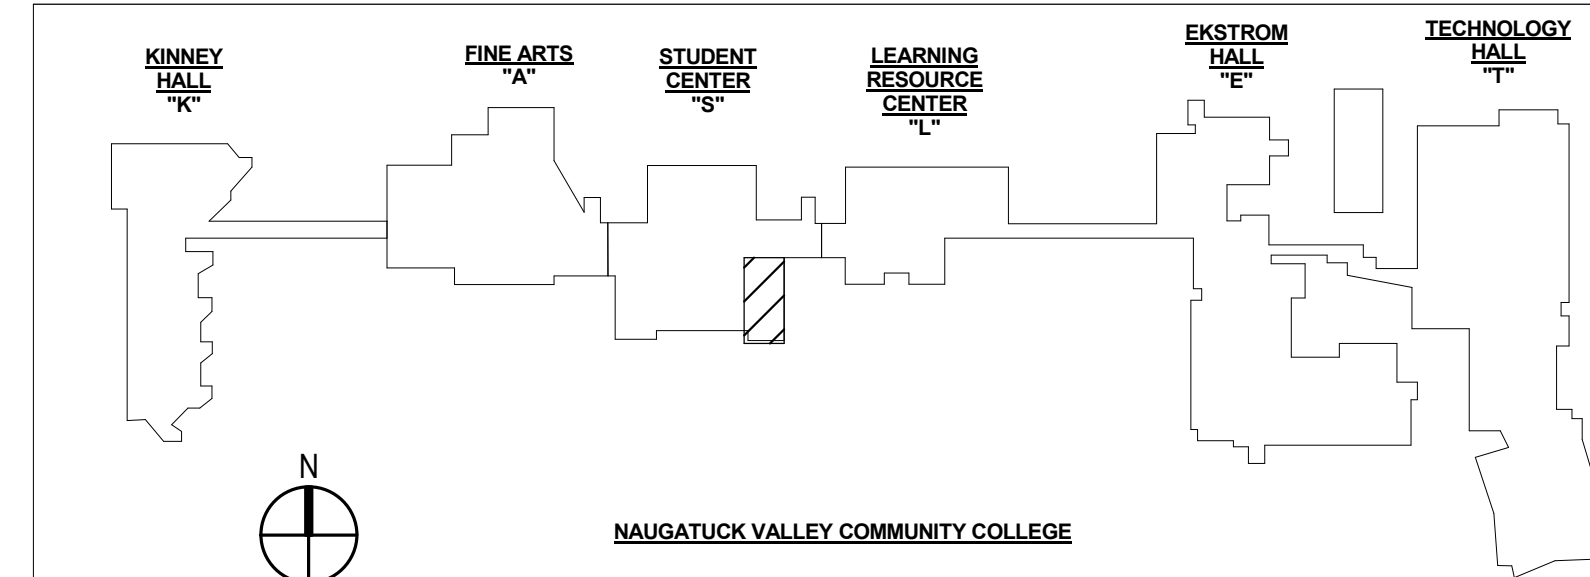 KINNEY
HALL
"K"
FINE ARTS
"A"
STUDENT
CENTER
"S"
LEARNING
RESOURCE
CENTER
"L"
EKSTROM
HALL
"E"
TECHNOLOGY
HALL
"T"
N
NAUGATUCK VALLEY COMMUNITY COLLEGE